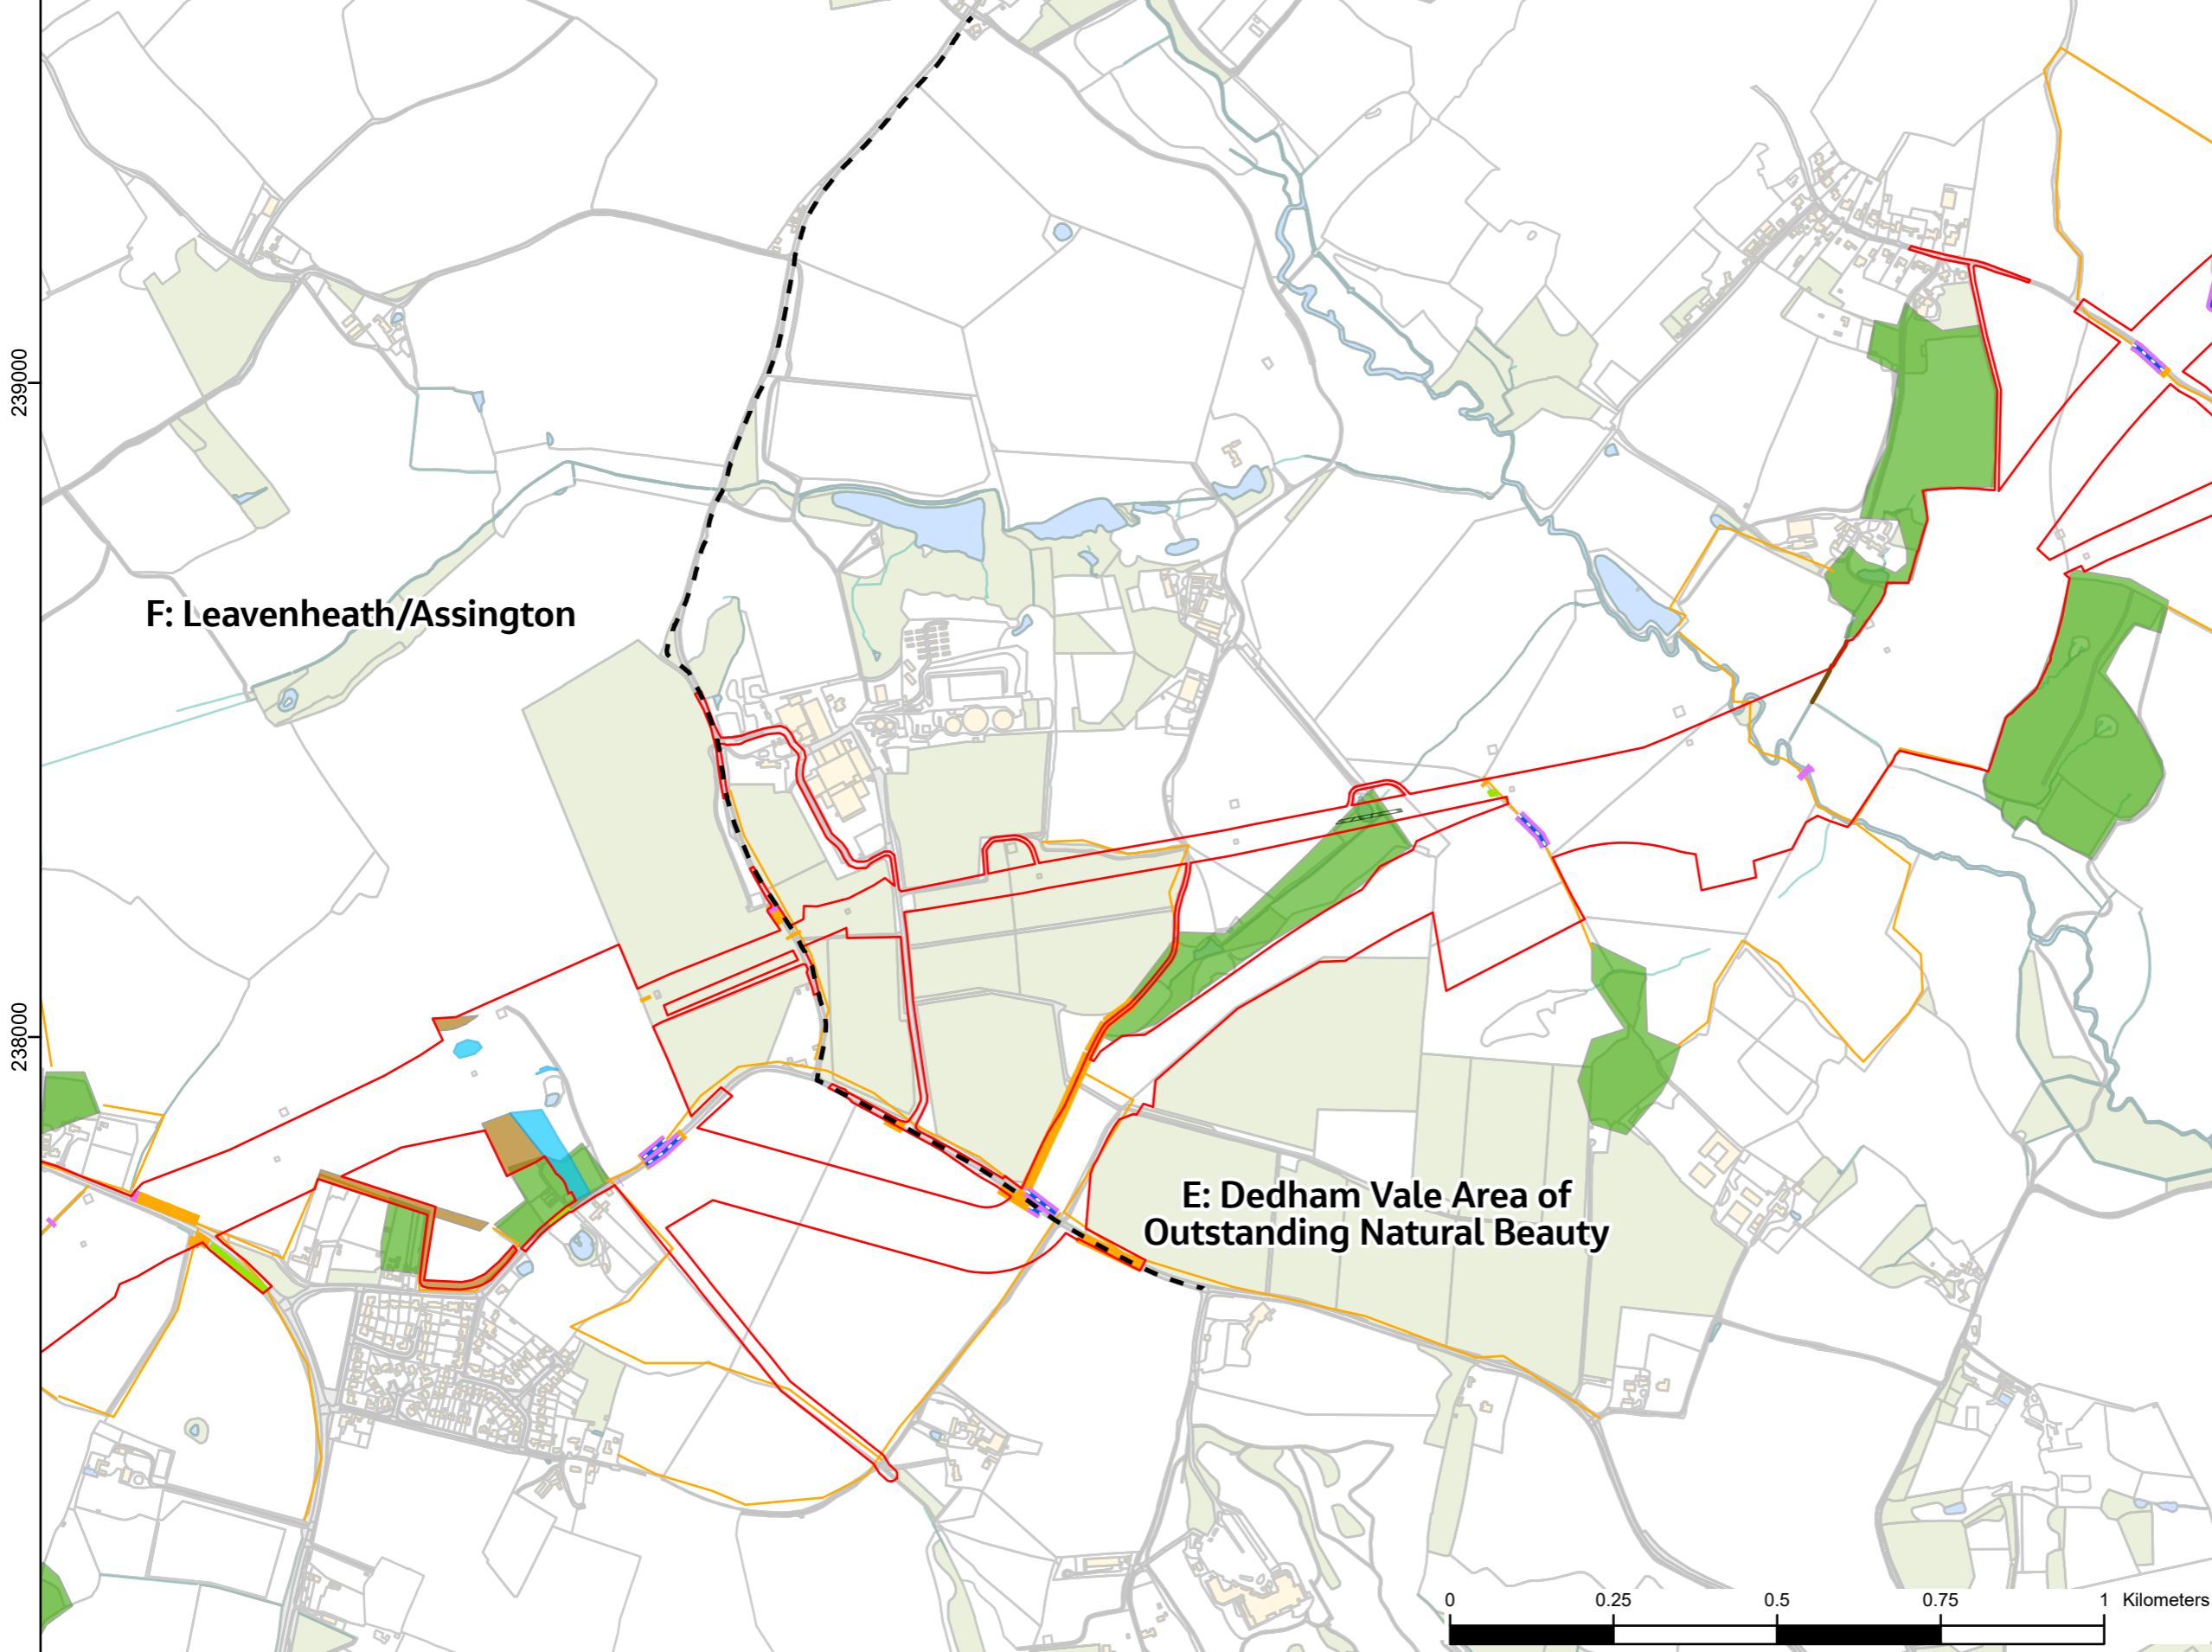 239000
F: Leavenheath/Assington
238000
E: Dedham Vale Area of
Outstanding Natural Beauty
0 0.25 0.5 0.75 1 Kilometers